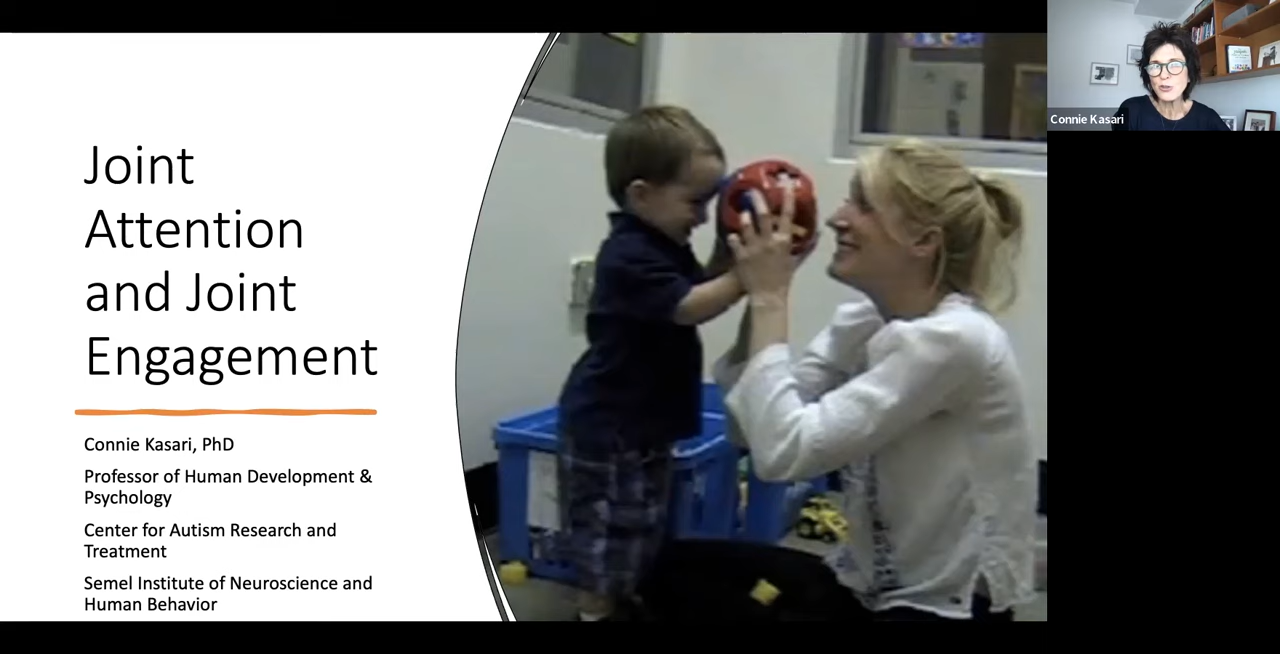 Joint
Attention
and Joint
Engagement
Connie Kasari, PhD
Professor of Human Development &
Psychology
Center for Autism Research and
Treatment
Semel Institute of Neuroscience and
Human Behavior
Connie Kasari